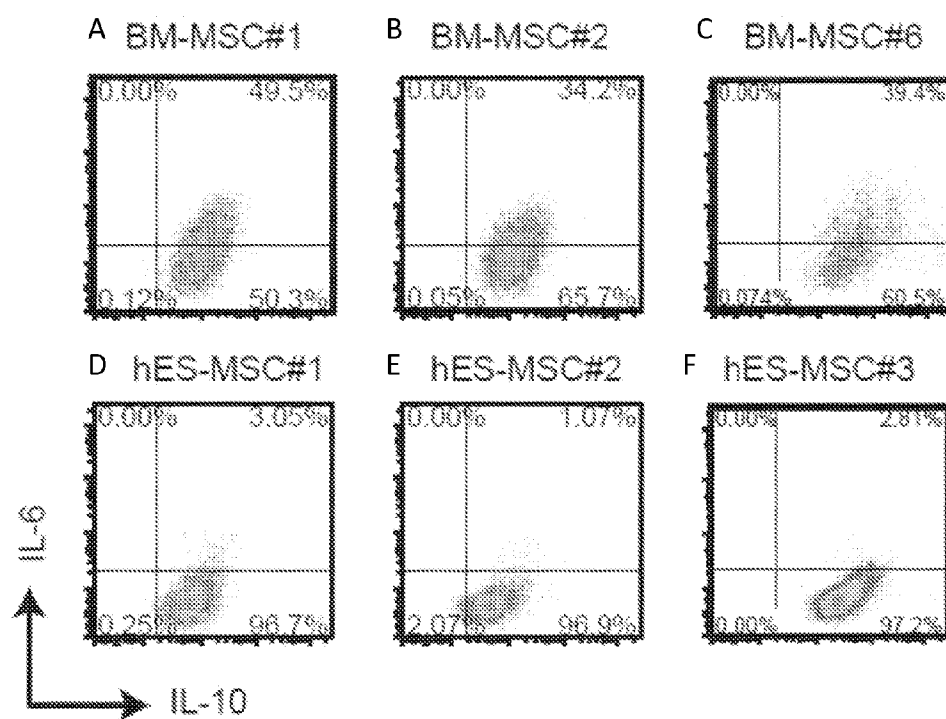 A BM-MSC#1 B BM-MSC#2 C BM-MSC#6
0.00% 49.5% 0.00% 34.2% 0.00% 39.4%
0.12% 50.3% 0.05% 65.7% 0.074% 60.5%
D hES-MSC#1 E hES-MSC#2 F hES-MSC#3
0.00% 3.05% 0.00% 1.07% 0.00% 2.81%
0.25% 96.7% 2.07% 96.9% 0.00% 97.2%
IL-6
IL-10